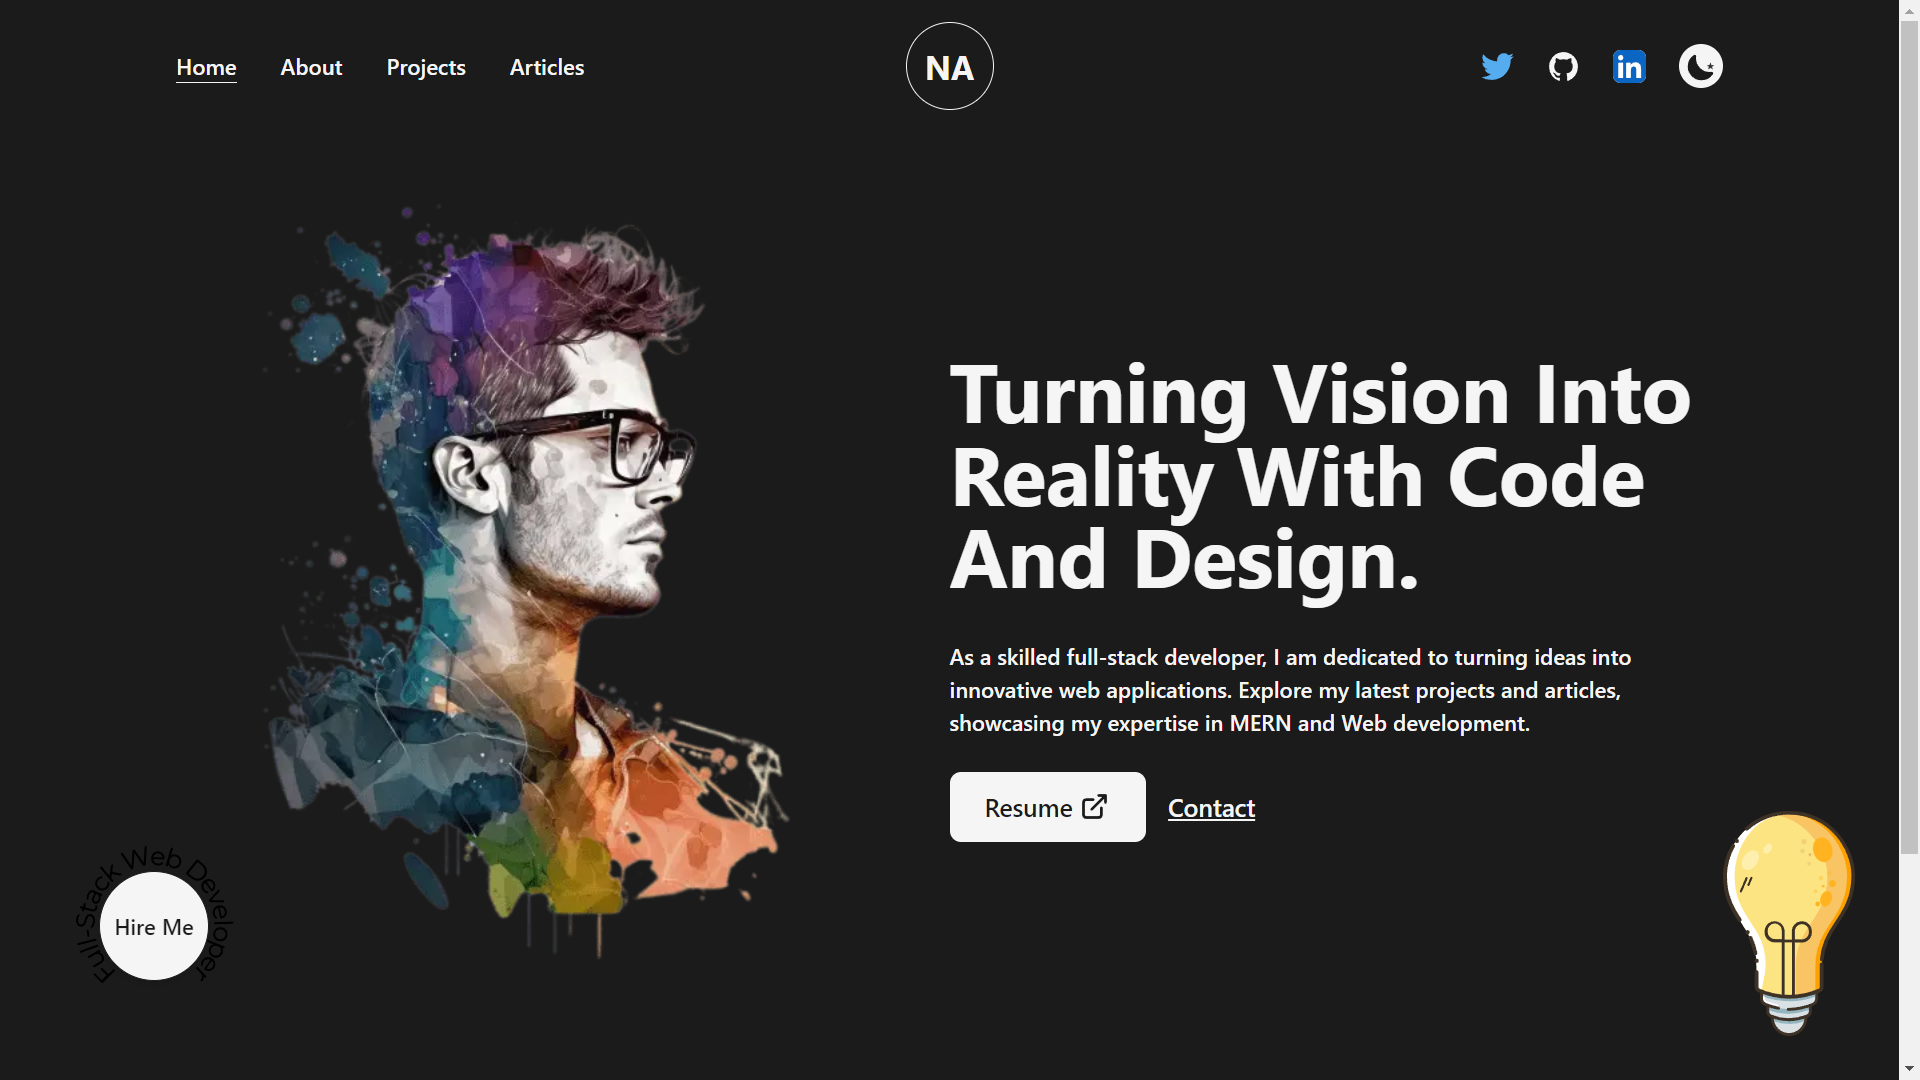 Home About Projects Articles
NA
Turning Vision Into
Reality With Code
And Design.
As a skilled full-stack developer, I am dedicated to turning ideas into
innovative web applications. Explore my latest projects and articles,
showcasing my expertise in MERN and Web development.
Resume Contact
Full-Stack Web Developer
Hire Me